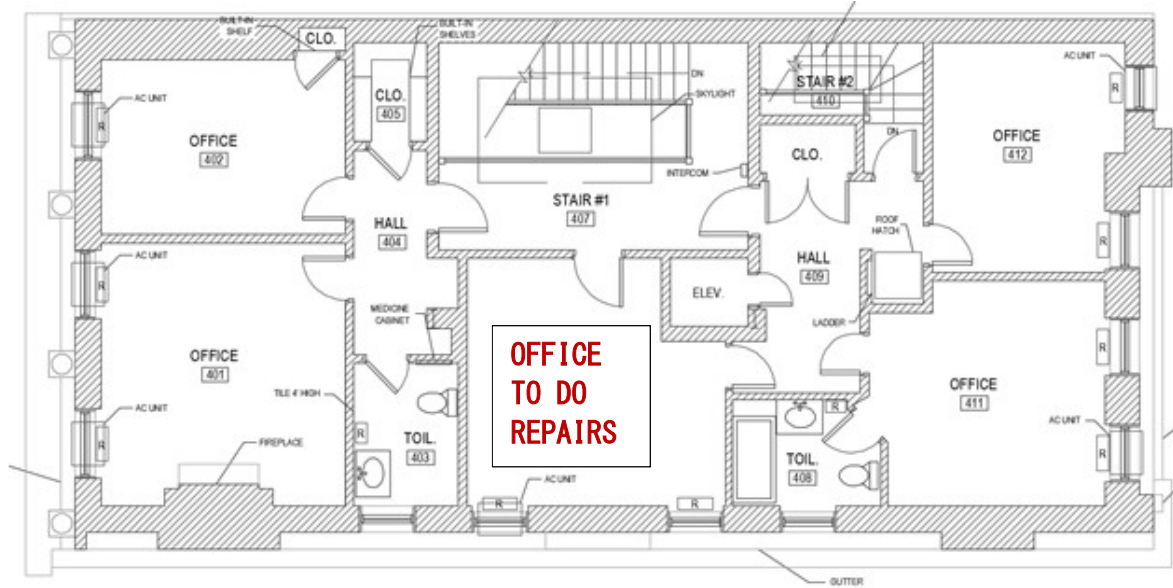 BUILT-IN
SHELF
CLO.
BUILT-IN
SHELVES
AC UNIT
R
OFFICE
402
CLO.
405
DN
SKYLIGHT
STAIR #2
410
DN
AC UNIT
R
OFFICE
412
CLO.
INTERCOM
STAIR #1
407
HALL
404
ROOF
HATCH
R
AC UNIT
R
HALL
409
ELEV.
MEDICINE
CABINET
LADDER
OFFICE
401
OFFICE
TO DO
REPAIRS
R
OFFICE
411
TILE 4' HIGH
AC UNIT
R
FIREPLACE
R
TOIL.
403
R
TOIL.
408
AC UNIT
R
AC UNIT
R
R
GUTTER